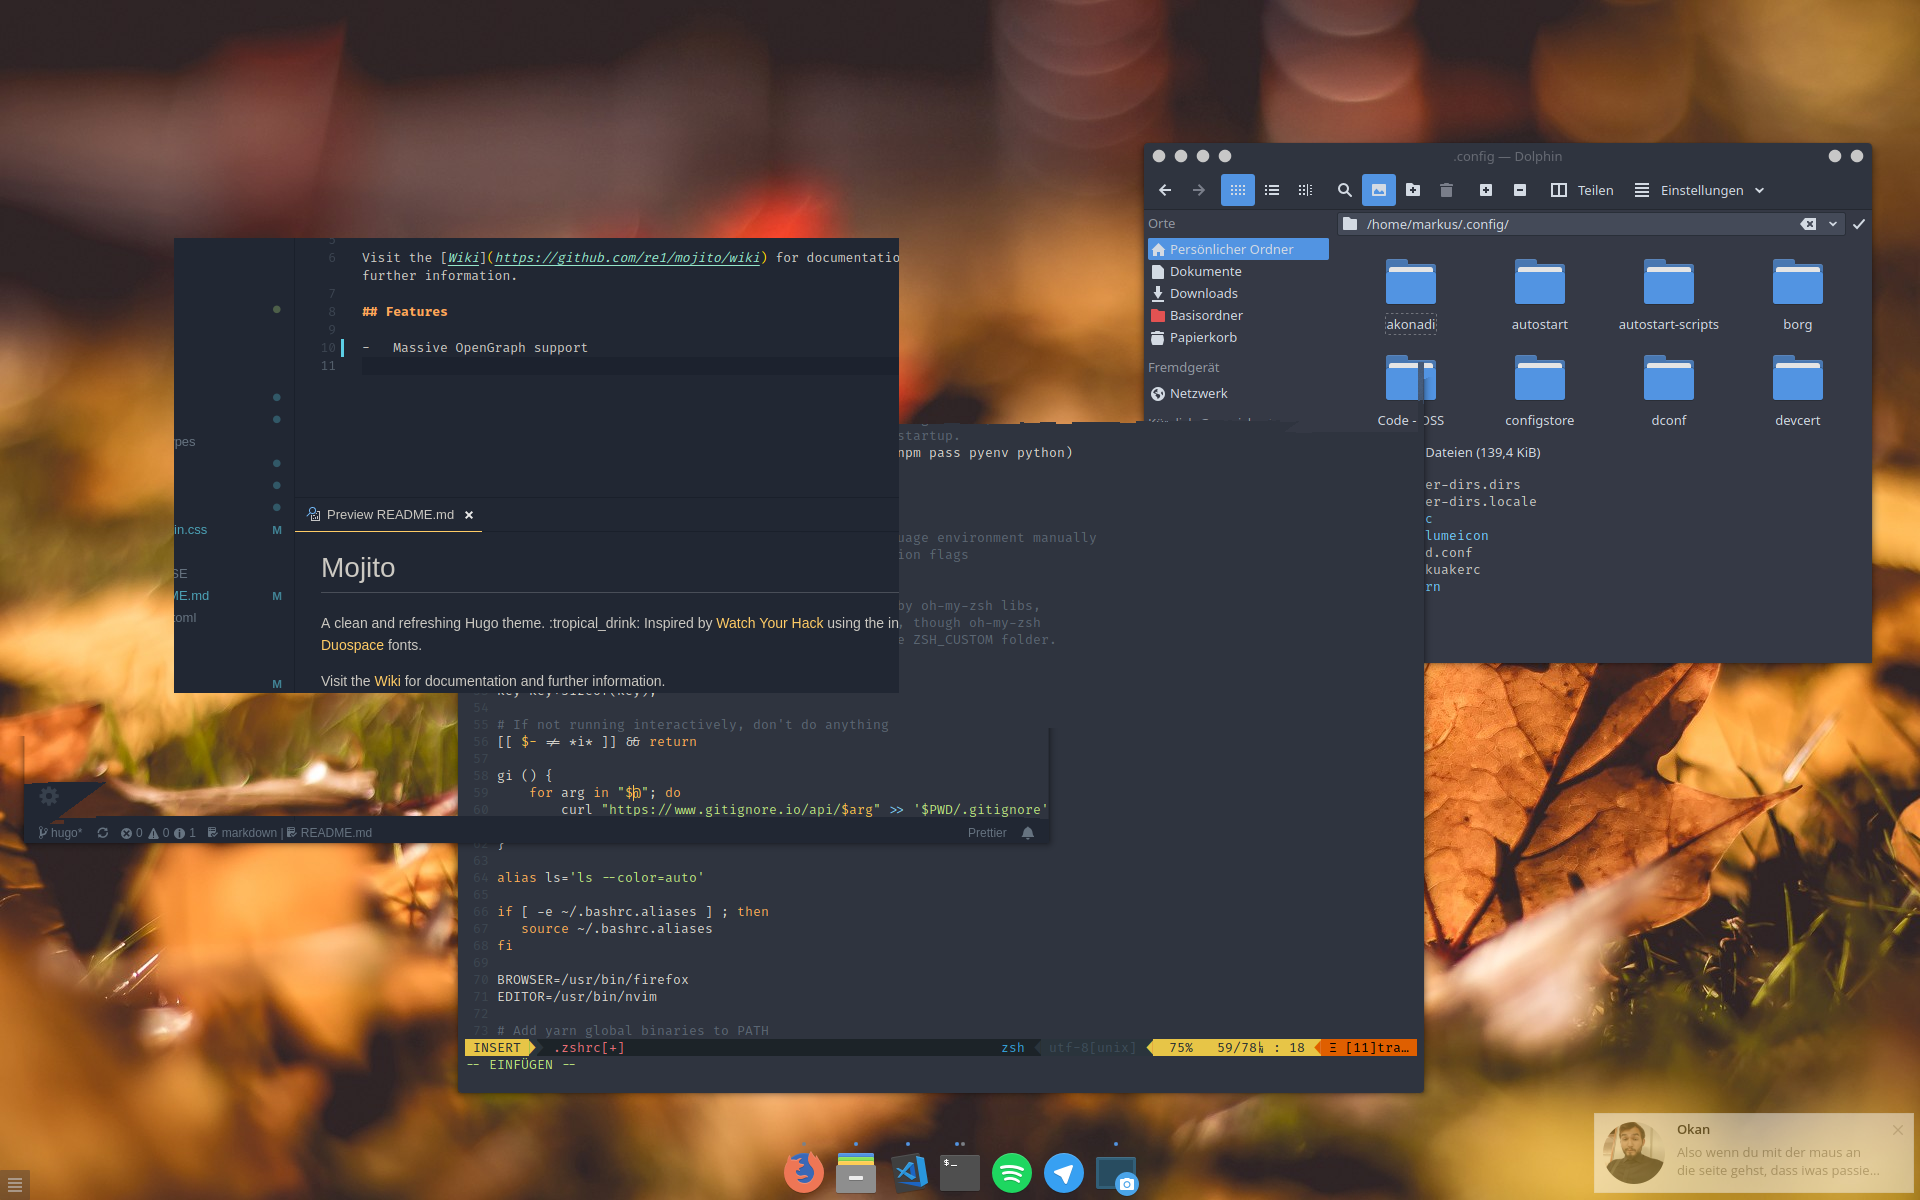 .config — Dolphin
Teilen
Einstellungen
Orte
/home/markus/.config/
Persönlicher Ordner
Dokumente
Downloads
Basisordner
Papierkorb
Fremdgerät
Netzwerk
akonadi
autostart
autostart-scripts
borg
Code - OSS
configstore
dconf
devcert
Dateien (139,4 KiB)
er-dirs.dirs
er-dirs.locale
c
lumeicon
d.conf
kuakerc
rn
5
6 Visit the [Wiki](https://github.com/re1/mojito/wiki) for documentatio
further information.
7
8 ## Features
9
10 - Massive OpenGraph support
11
pes
in.css M
SE
ME.md M
oml
M
Preview README.md ×
Mojito
A clean and refreshing Hugo theme. :tropical_drink: Inspired by Watch Your Hack using the in
Duospace fonts.
Visit the Wiki for documentation and further information.
startup.
npm pass pyenv python)
uage environment manually
ion flags
by oh-my-zsh libs,
, though oh-my-zsh
e ZSH_CUSTOM folder.
54
55 # If not running interactively, don't do anything
56 [[ $- != *i* ]] && return
57
58 gi () {
59 for arg in "$@"; do
60 curl "https://www.gitignore.io/api/$arg" >> '$PWD/.gitignore'
hugo* 0 0 1 markdown | README.md Prettier
62 }
63
64 alias ls='ls --color=auto'
65
66 if [ -e ~/.bashrc.aliases ] ; then
67 source ~/.bashrc.aliases
68 fi
69
70 BROWSER=/usr/bin/firefox
71 EDITOR=/usr/bin/nvim
72
73 # Add yarn global binaries to PATH
INSERT .zshrc[+] zsh utf-8[unix] 75% 59/78 : 18 Ξ [11]tra…
-- EINFÜGEN --
$_
Okan
Also wenn du mit der maus an
die seite gehst, dass iwas passie...